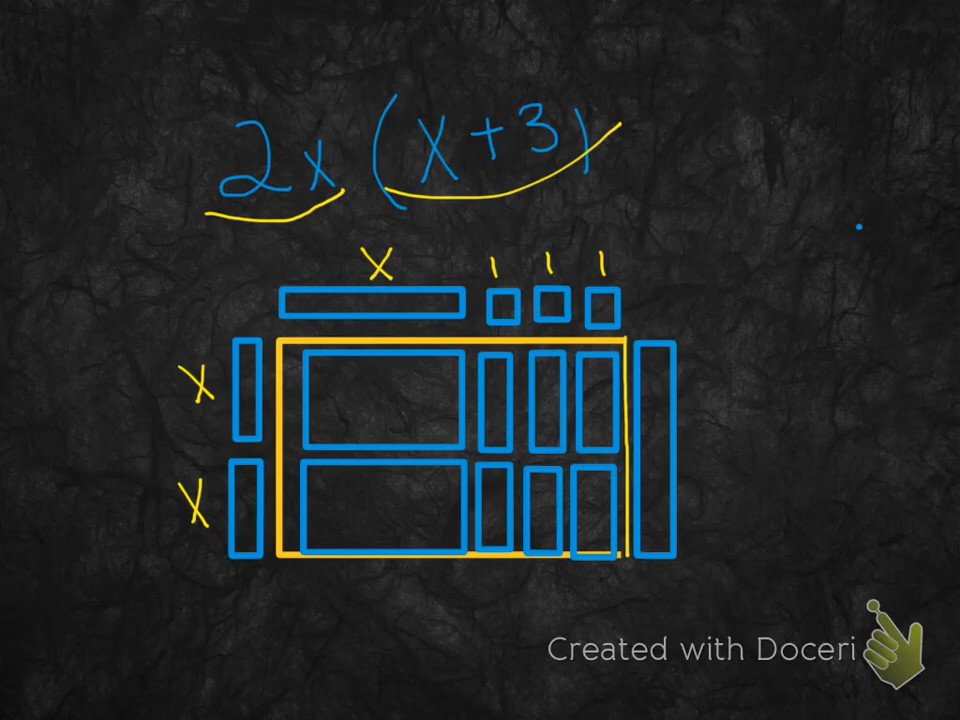 2x (x+3)
x 1 1 1
x
x
Created with Doceri